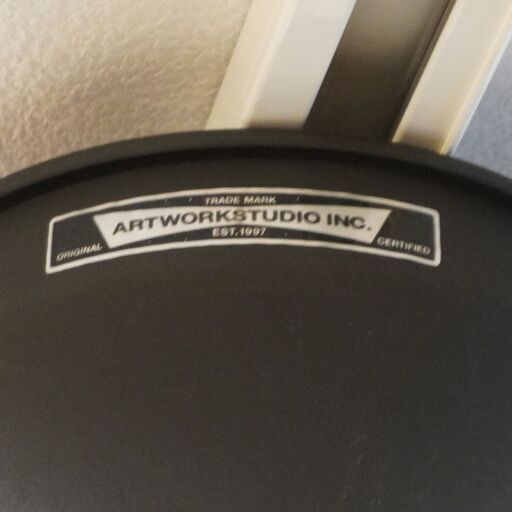 TRADE MARK
ARTWORKSTUDIO INC.
EST.1997
ORIGINAL
CERTIFIED